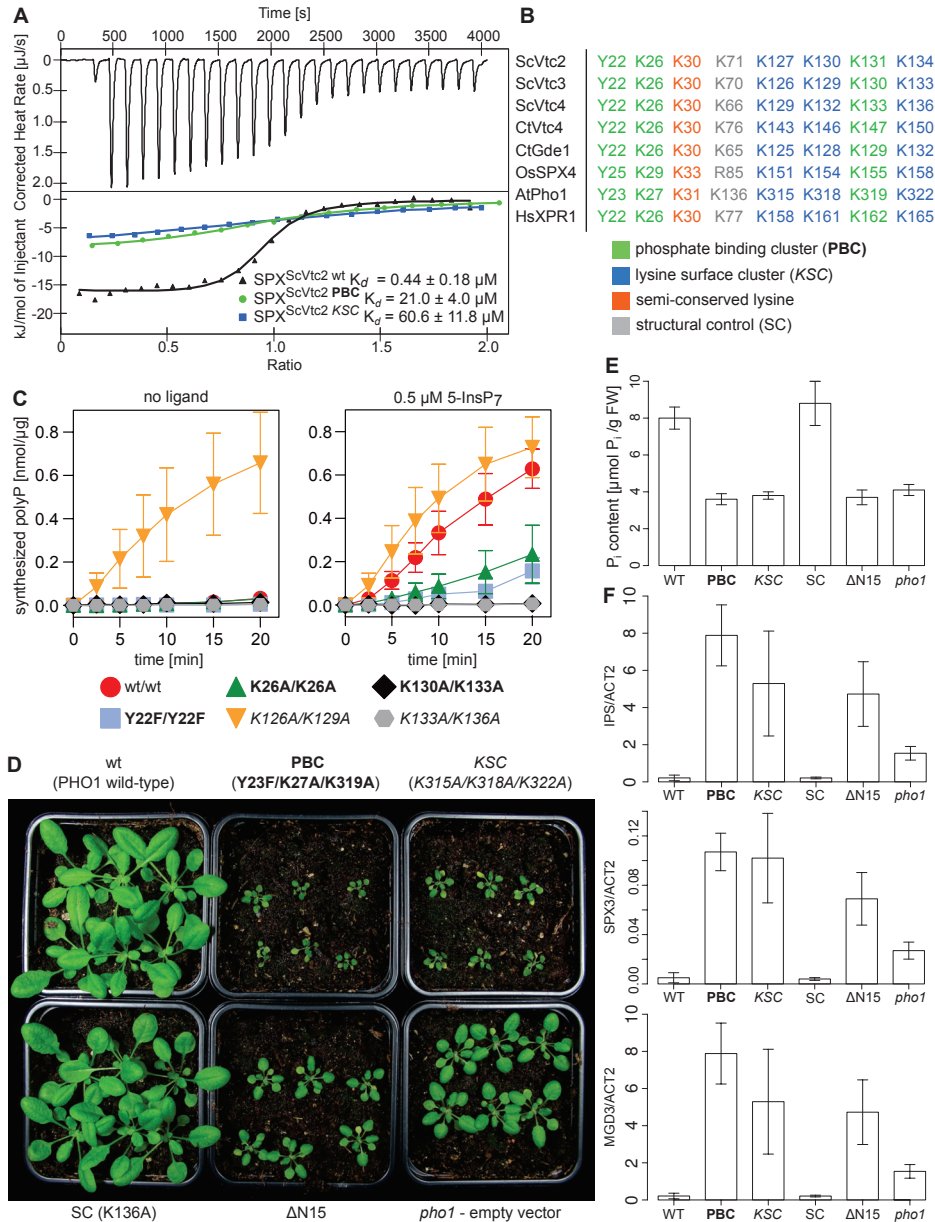 A
Time [s]
0 500 1000 1500 2000 2500 3000 3500 4000
Corrected Heat Rate [µJ/s]
0
0.5
1.0
1.5
2.0
kJ/mol of Injectant
0
-5
-10
-15
-20
SPX ScVtc2 wt Kd = 0.44 ± 0.18 µM
SPX ScVtc2 PBC Kd = 21.0 ± 4.0 µM
SPX ScVtc2 KSC Kd = 60.6 ± 11.8 µM
0 0.5 1.0 1.5 2.0
Ratio
B
ScVtc2 Y22 K26 K30 K71 K127 K130 K131 K134
ScVtc3 Y22 K26 K30 K70 K126 K129 K130 K133
ScVtc4 Y22 K26 K30 K66 K129 K132 K133 K136
CtVtc4 Y22 K26 K30 K76 K143 K146 K147 K150
CtGde1 Y22 K26 K30 K65 K125 K128 K129 K132
OsSPX4 Y25 K29 K33 R85 K151 K154 K155 K158
AtPho1 Y23 K27 K31 K136 K315 K318 K319 K322
HsXPR1 Y22 K26 K30 K77 K158 K161 K162 K165
phosphate binding cluster (PBC)
lysine surface cluster (KSC)
semi-conserved lysine
structural control (SC)
C
no ligand
synthesized polyP [nmol/µg]
0.8
0.6
0.4
0.2
0.0
0 5 10 15 20
time [min]
0.5 µM 5-InsP7
0.8
0.6
0.4
0.2
0.0
0 5 10 15 20
time [min]
wt/wt
K26A/K26A
K130A/K133A
Y22F/Y22F
K126A/K129A
K133A/K136A
D
wt
(PHO1 wild-type)
PBC
(Y23F/K27A/K319A)
KSC
(K315A/K318A/K322A)
SC (K136A)
ΔN15
pho1 - empty vector
E
Pi content [µmol Pi /g FW]
10
8
6
4
2
0
WT PBC KSC SC ΔN15 pho1
F
IPS/ACT2
8
6
4
2
0
WT PBC KSC SC ΔN15 pho1
SPX3/ACT2
0.12
0.08
0.04
0.00
WT PBC KSC SC ΔN15 pho1
MGD3/ACT2
8
6
4
2
0
WT PBC KSC SC ΔN15 pho1